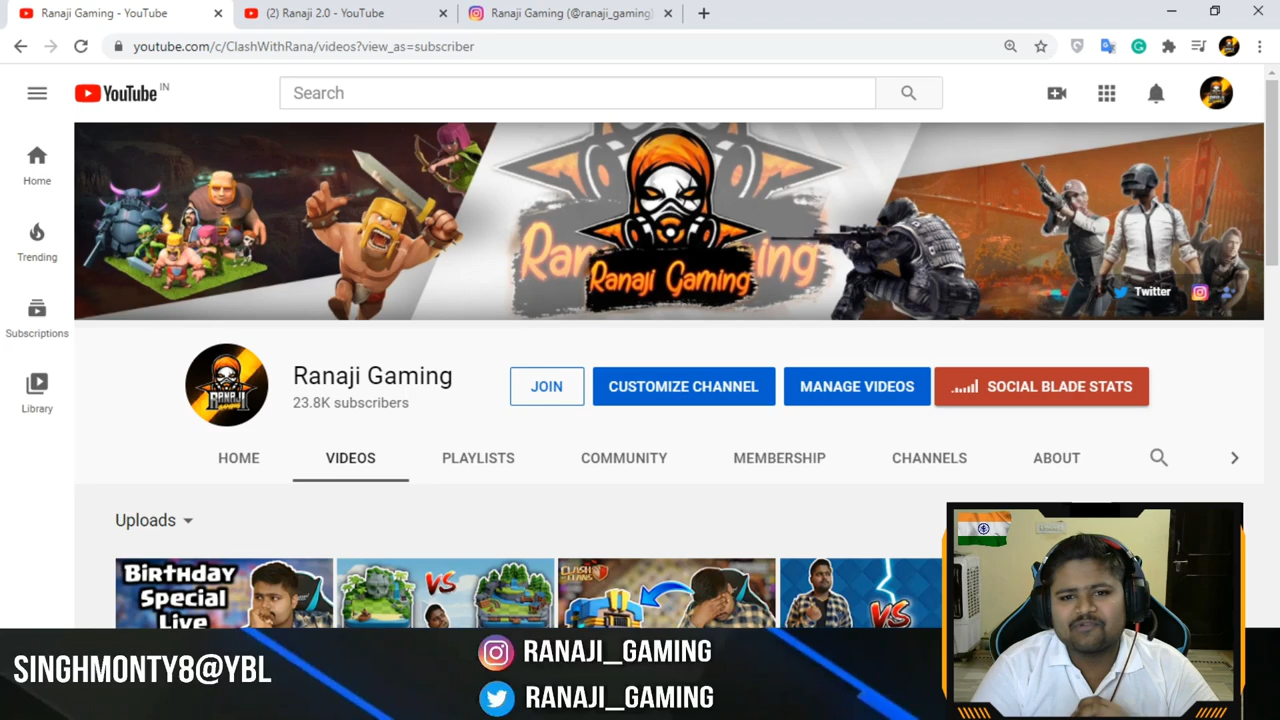 Ranaji Gaming - YouTube
(2) Ranaji 2.0 - YouTube
Ranaji Gaming (@ranaji_gaming)
youtube.com/c/ClashWithRana/videos?view_as=subscriber
YouTube IN
Search
Home
Trending
Subscriptions
Library
Ranaji Gaming
Twitter
Ranaji Gaming
23.8K subscribers
JOIN
CUSTOMIZE CHANNEL
MANAGE VIDEOS
SOCIAL BLADE STATS
RANAJI
HOME
VIDEOS
PLAYLISTS
COMMUNITY
MEMBERSHIP
CHANNELS
ABOUT
Uploads
BIRTHDAY
Special
Live
VS
VS
SINGHMONTY8@YBL
RANAJI_GAMING
RANAJI_GAMING